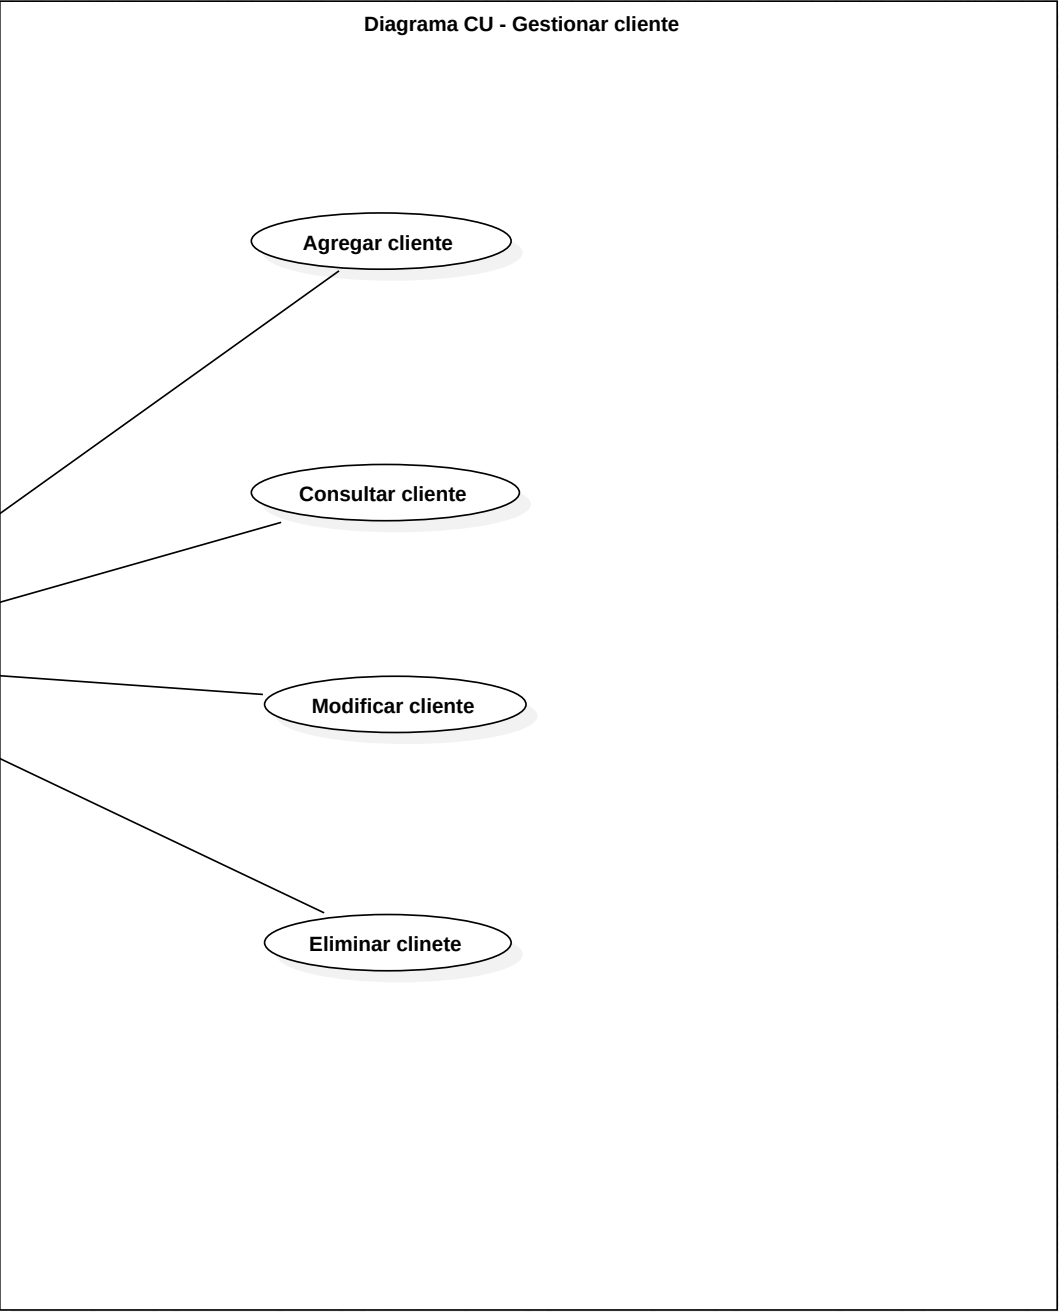 Diagrama CU - Gestionar cliente
Agregar cliente
Consultar cliente
Modificar cliente
Eliminar clinete